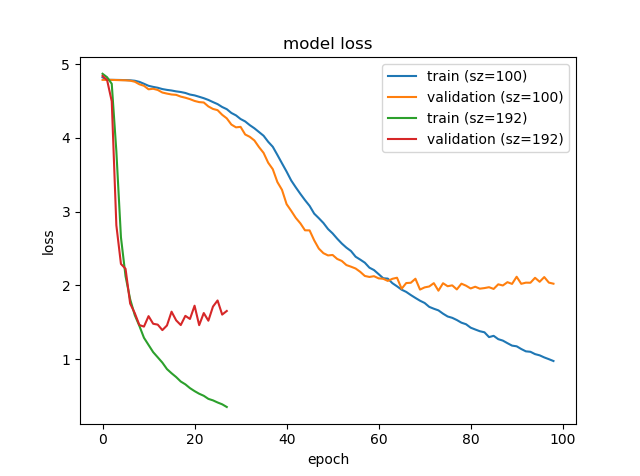 model loss
train (sz=100)
validation (sz=100)
train (sz=192)
validation (sz=192)
5
4
3
2
1
loss
0 20 40 60 80 100
epoch